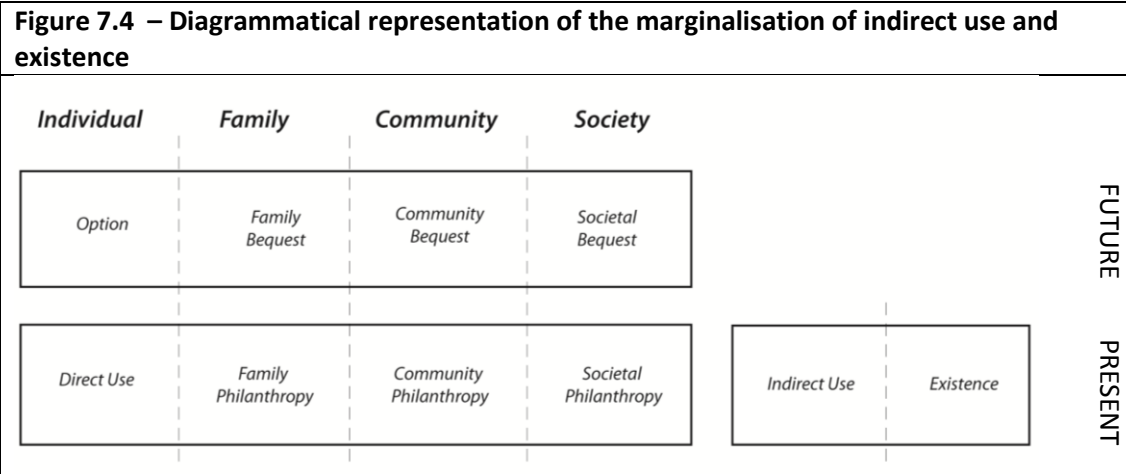 Figure 7.4 – Diagrammatical representation of the marginalisation of indirect use and
existence
Individual Family Community Society
Option Family Bequest Community Bequest Societal Bequest
FUTURE
Direct Use Family Philanthropy Community Philanthropy Societal Philanthropy Indirect Use Existence
PRESENT